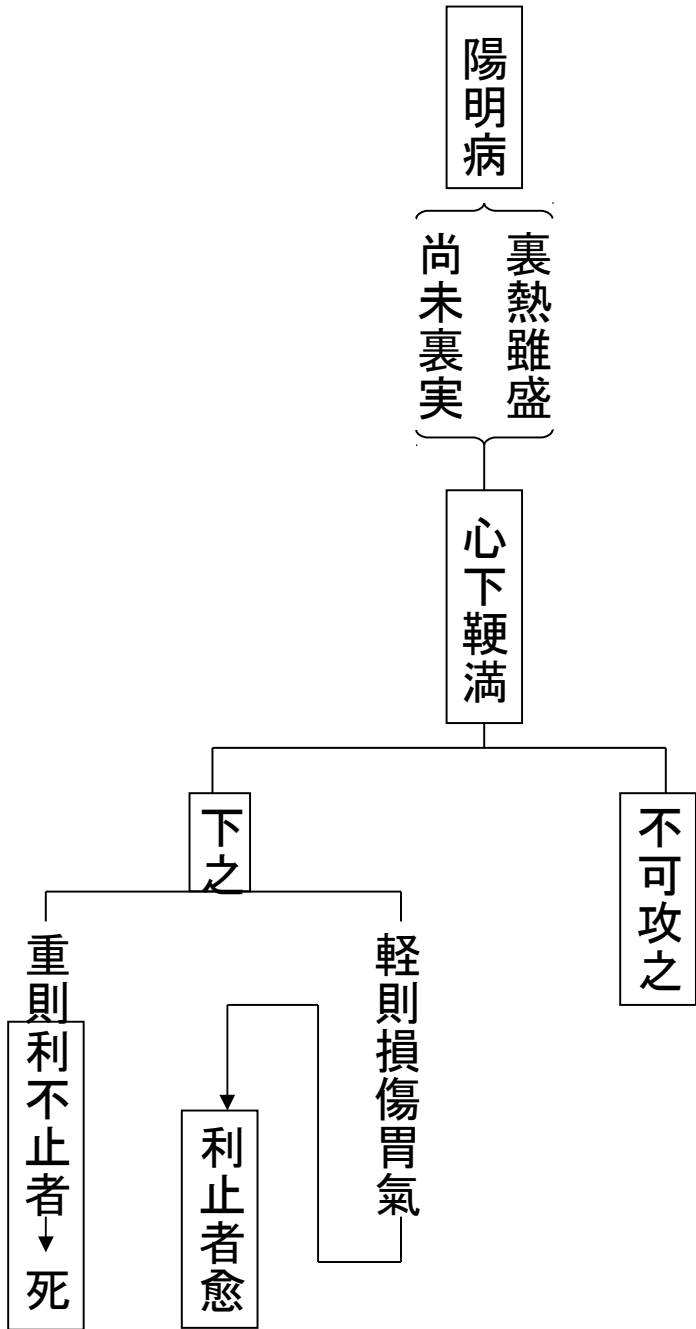 陽明病
裏熱雖盛
尚未裏実
心下鞕満
不可攻之
下之
軽則損傷胃氣
利止者愈
重則利不止者
死